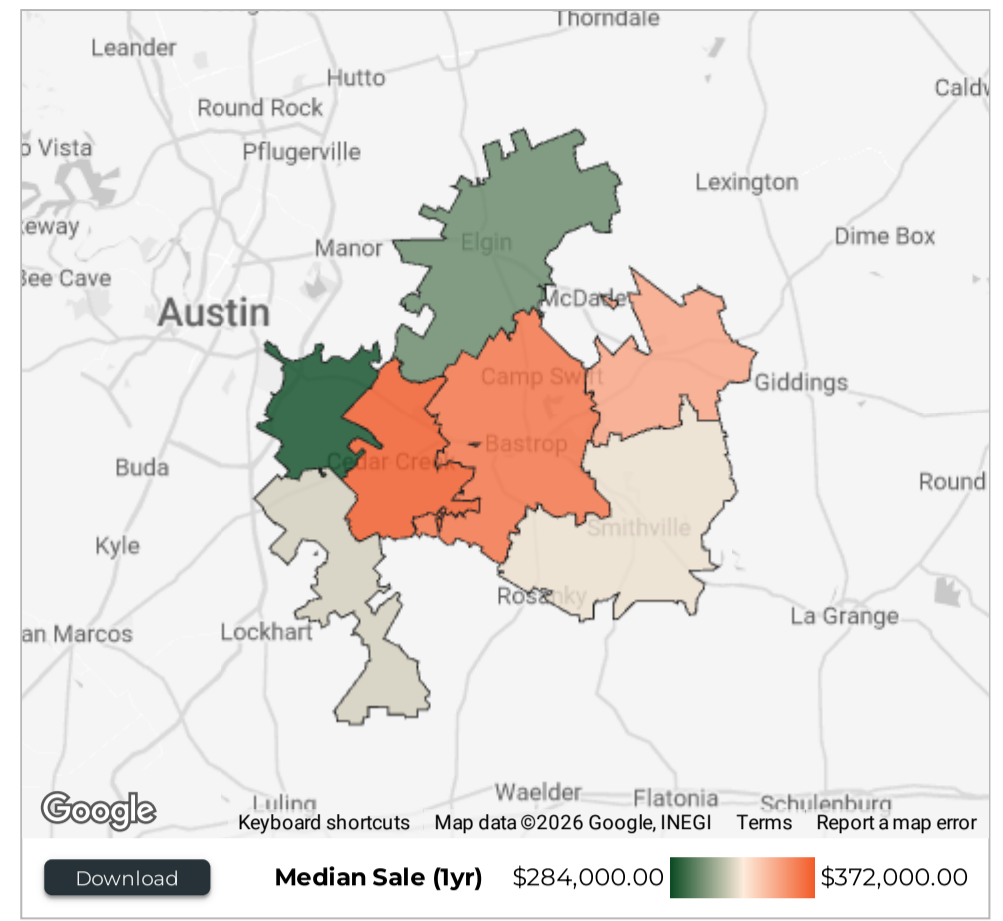 Thorndale
Leander
Hutto
Caldw
Round Rock
Vista
Pflugerville
Lexington
Manor
Elgin
Dime Box
Bee Cave
McDade
Austin
Camp Swift
Giddings
Bastrop
Cedar Creek
Buda
Round
Smithville
Kyle
Rosanky
La Grange
an Marcos
Lockhart
Waelder
Flatonia
Schulenburg
Luling
Google
Keyboard shortcuts Map data ©2026 Google, INEGI Terms Report a map error
Download Median Sale (1yr) $284,000.00 $372,000.00